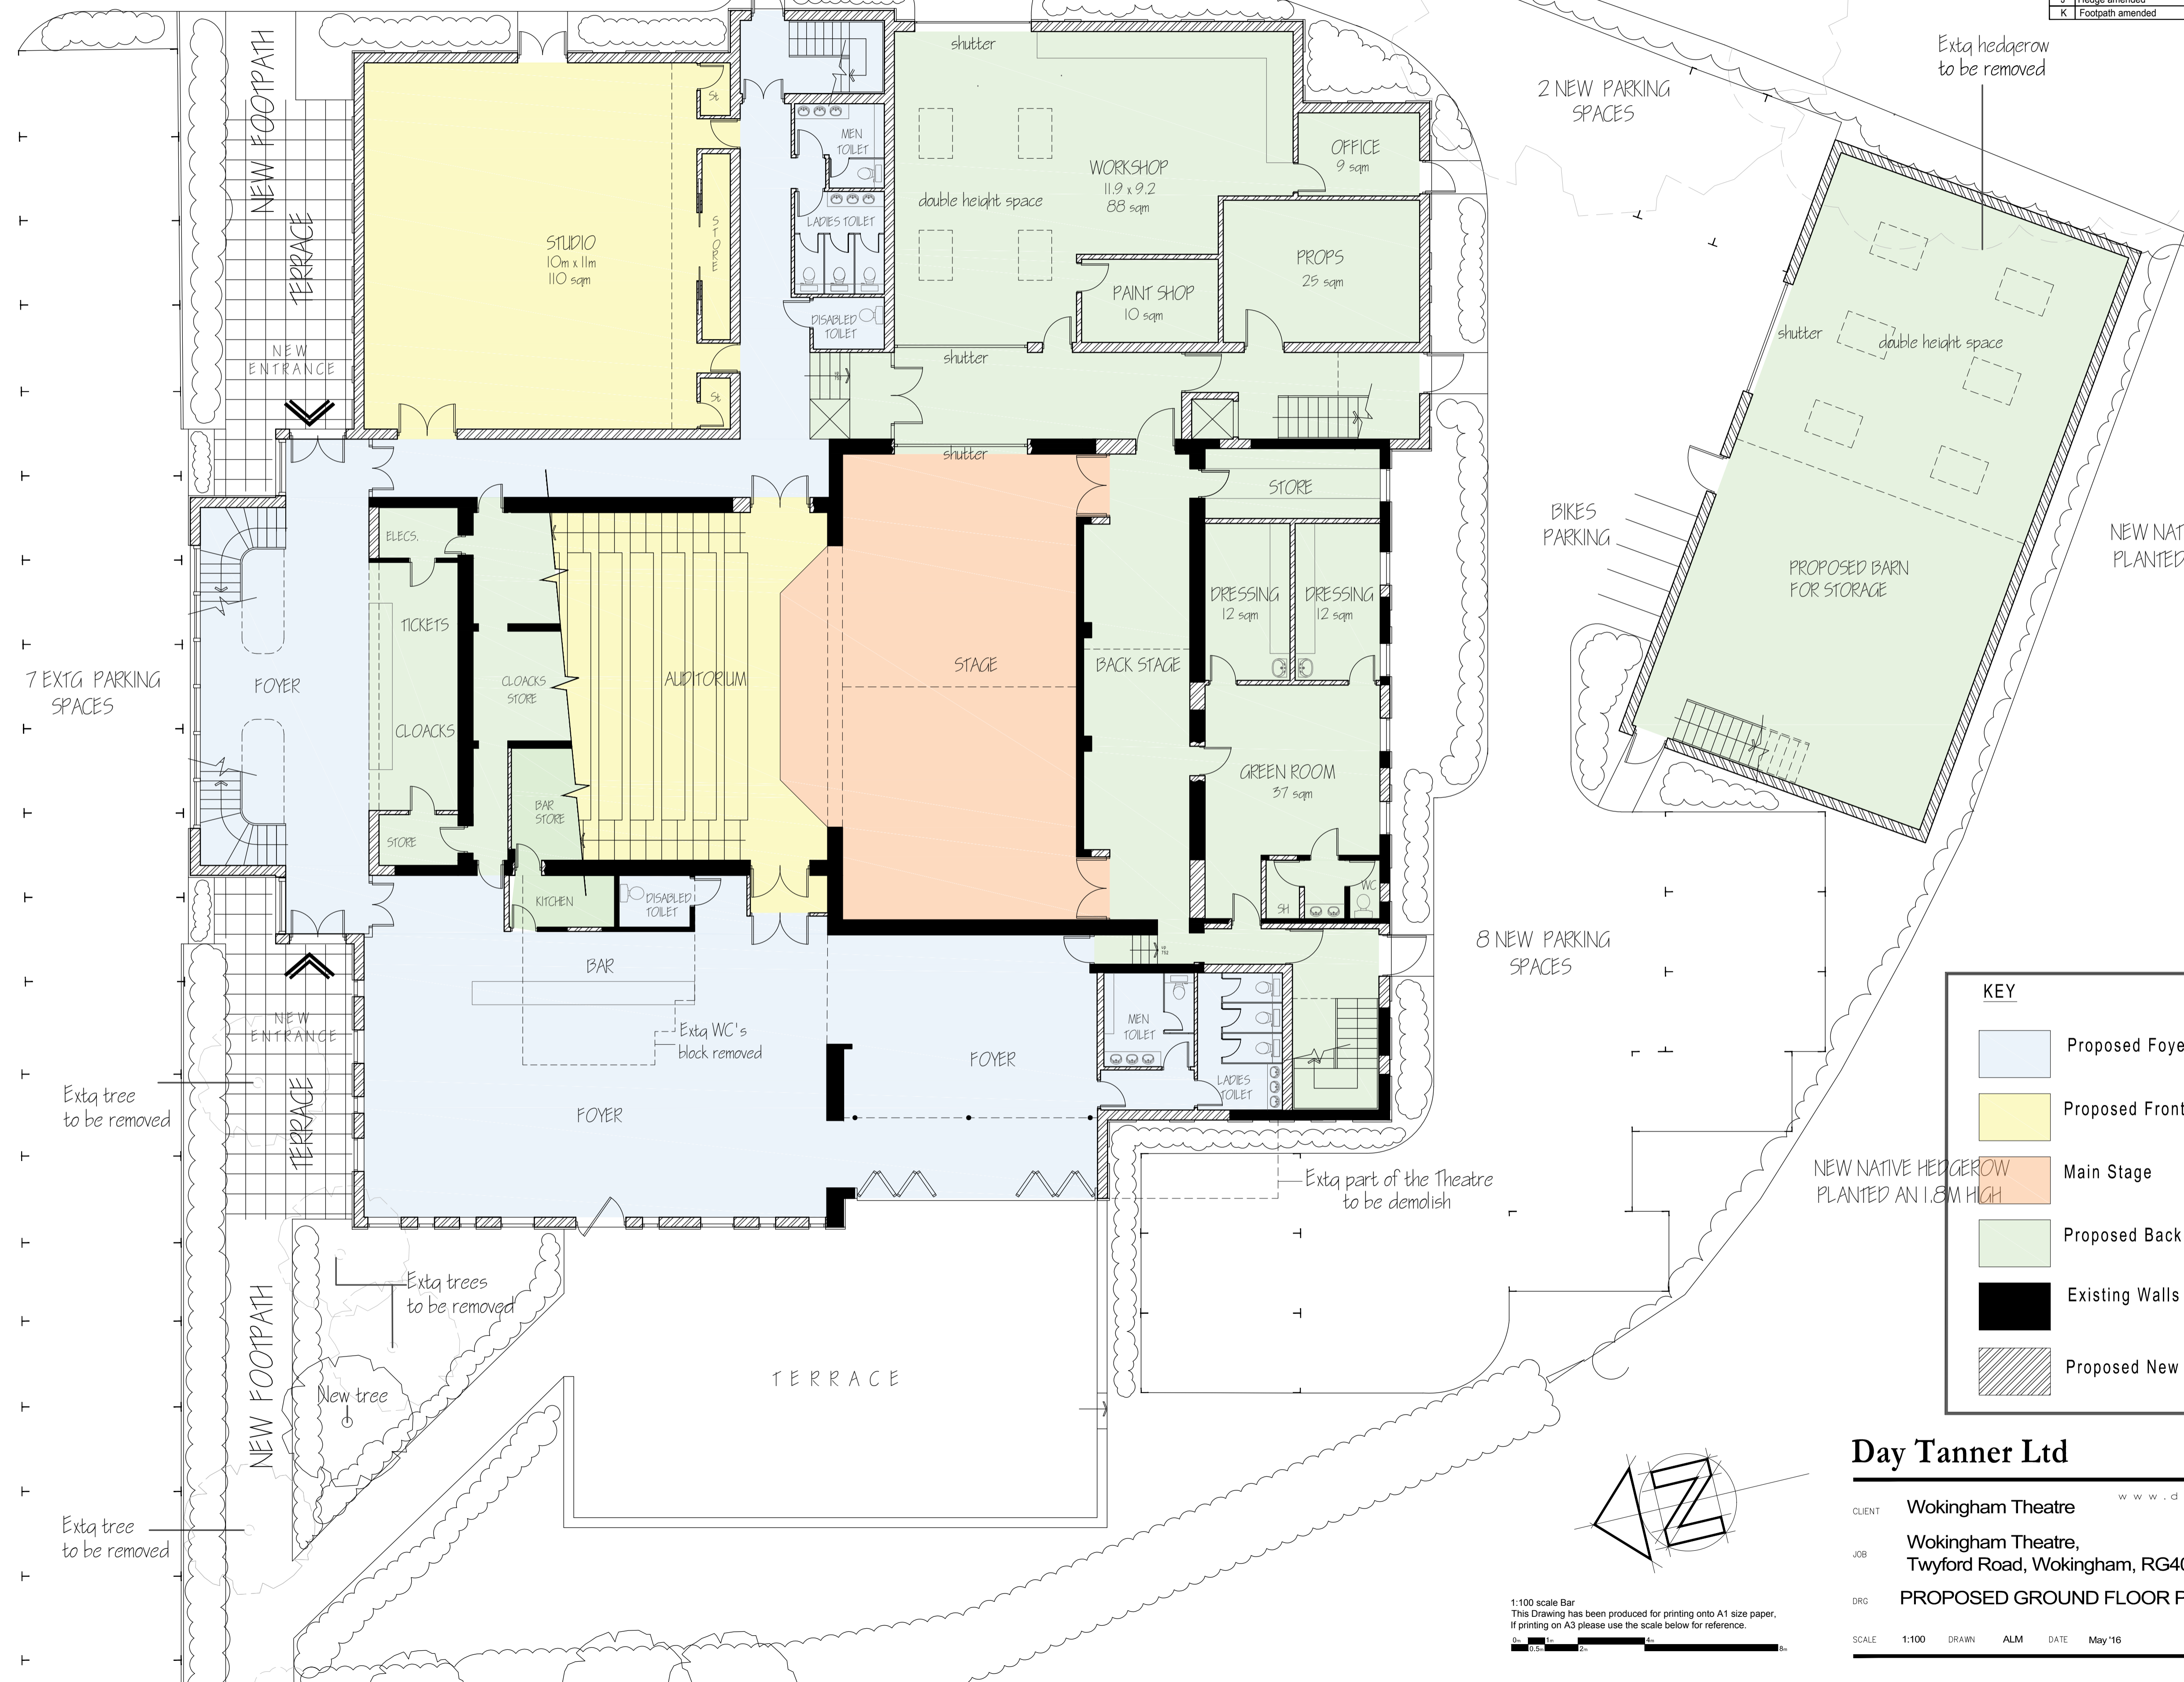 J Hedge amended
K Footpath amended
Extg hedgerow
to be removed
2 NEW PARKING
SPACES
NEW FOOTPATH
TERRACE
NEW
ENTRANCE
shutter
St
MEN
TOILET
LADIES TOILET
DISABLED
TOILET
STUDIO
10m x 11m
110 sqm
STORE
St
WORKSHOP
11.9 x 9.2
88 sqm
double height space
OFFICE
9 sqm
PROPS
25 sqm
PAINT SHOP
10 sqm
shutter
shutter
shutter
double height space
PROPOSED BARN
FOR STORAGE
BIKES
PARKING
NEW NAT
PLANTED
STORE
DRESSING
12 sqm
DRESSING
12 sqm
ELECS.
TICKETS
CLOACKS
STORE
FOYER
7 EXTG PARKING
SPACES
CLOACKS
STORE
BAR
STORE
AUDITORIUM
STAGE
BACK STAGE
GREEN ROOM
37 sqm
SH
WC
KITCHEN
DISABLED
TOILET
BAR
8 NEW PARKING
SPACES
NEW
ENTRANCE
TERRACE
Extg WC's
block removed
FOYER
FOYER
MEN
TOILET
LADIES
TOILET
Extg tree
to be removed
Extg part of the Theatre
to be demolish
NEW NATIVE HEDGEROW
PLANTED AN 1.8M HIGH
Extg trees
to be removed
NEW FOOTPATH
New tree
Extg tree
to be removed
TERRACE
KEY
Proposed Foye
Proposed Front
Main Stage
Proposed Back
Existing Walls
Proposed New
N
Day Tanner Ltd
www.d
CLIENT Wokingham Theatre
JOB Wokingham Theatre,
Twyford Road, Wokingham, RG40
DRG PROPOSED GROUND FLOOR P
SCALE 1:100 DRAWN ALM DATE May '16
1:100 scale Bar
This Drawing has been produced for printing onto A1 size paper,
If printing on A3 please use the scale below for reference.
0m 1m 4m
0.5m 2m 8m